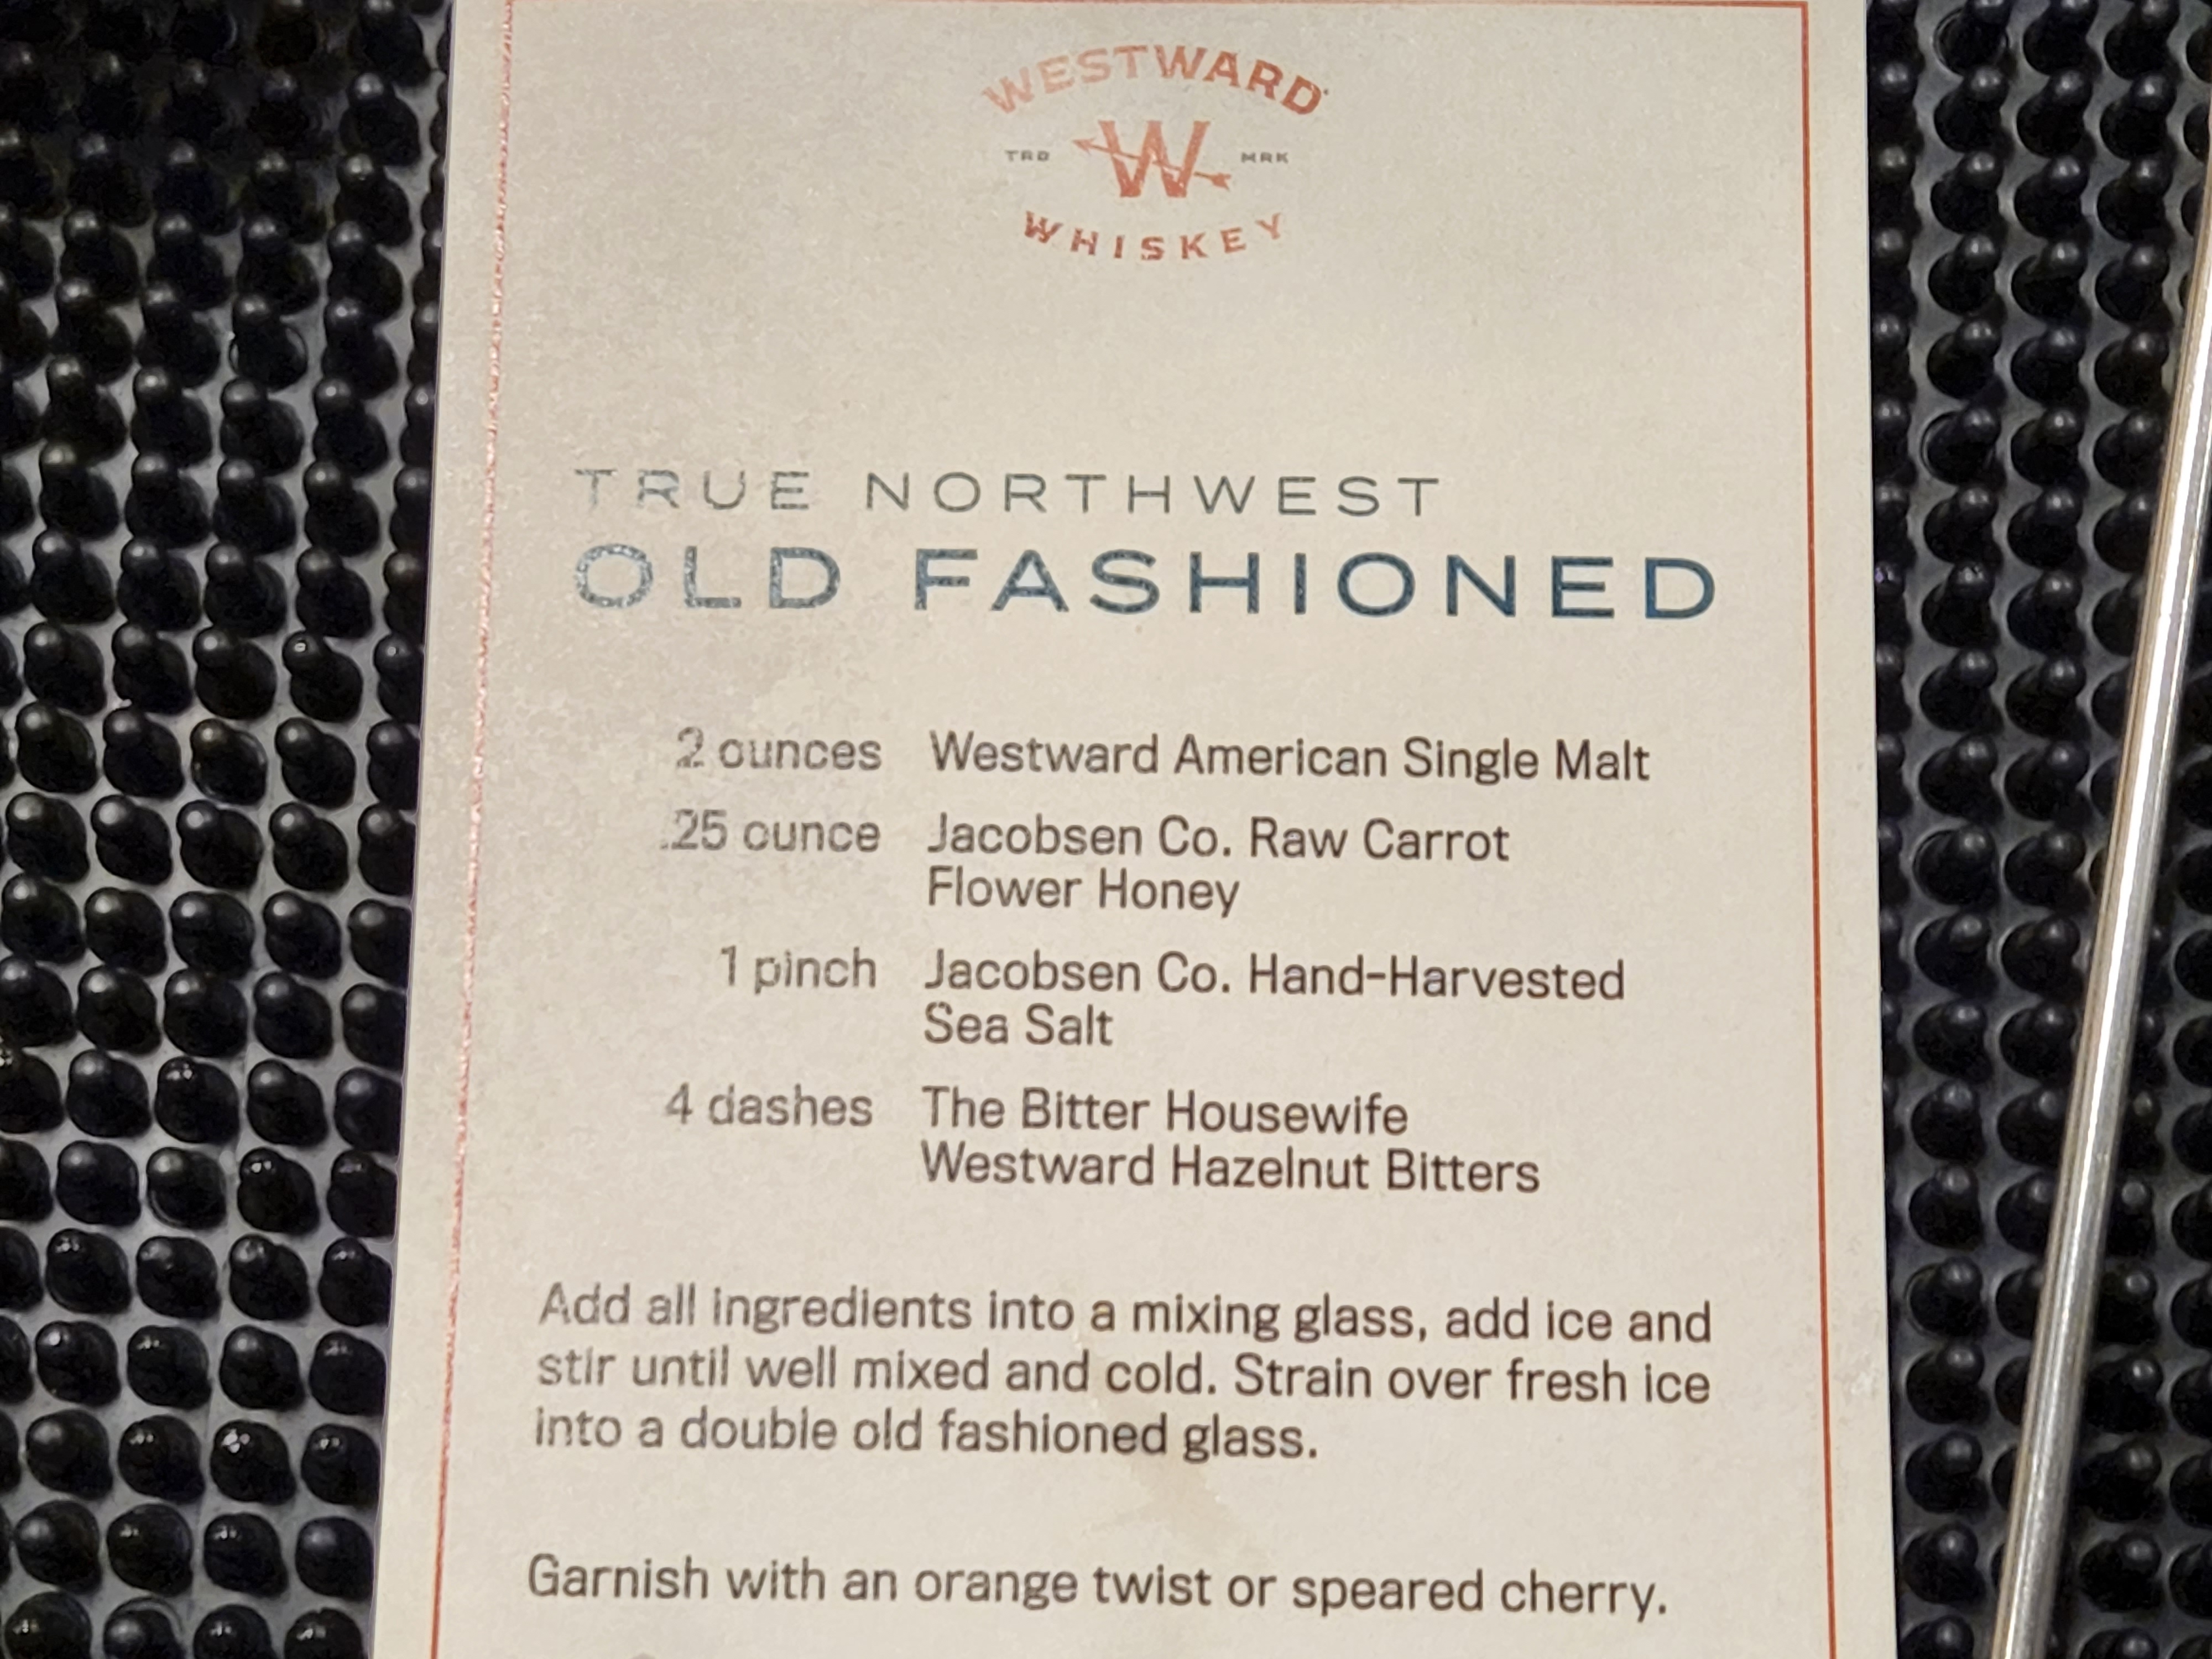 WESTWARD
TRD W MRK
WHISKEY
TRUE NORTHWEST
OLD FASHIONED
2 ounces Westward American Single Malt
.25 ounce Jacobsen Co. Raw Carrot
Flower Honey
1 pinch Jacobsen Co. Hand-Harvested
Sea Salt
4 dashes The Bitter Housewife
Westward Hazelnut Bitters
Add all ingredients into a mixing glass, add ice and
stir until well mixed and cold. Strain over fresh ice
into a double old fashioned glass.
Garnish with an orange twist or speared cherry.